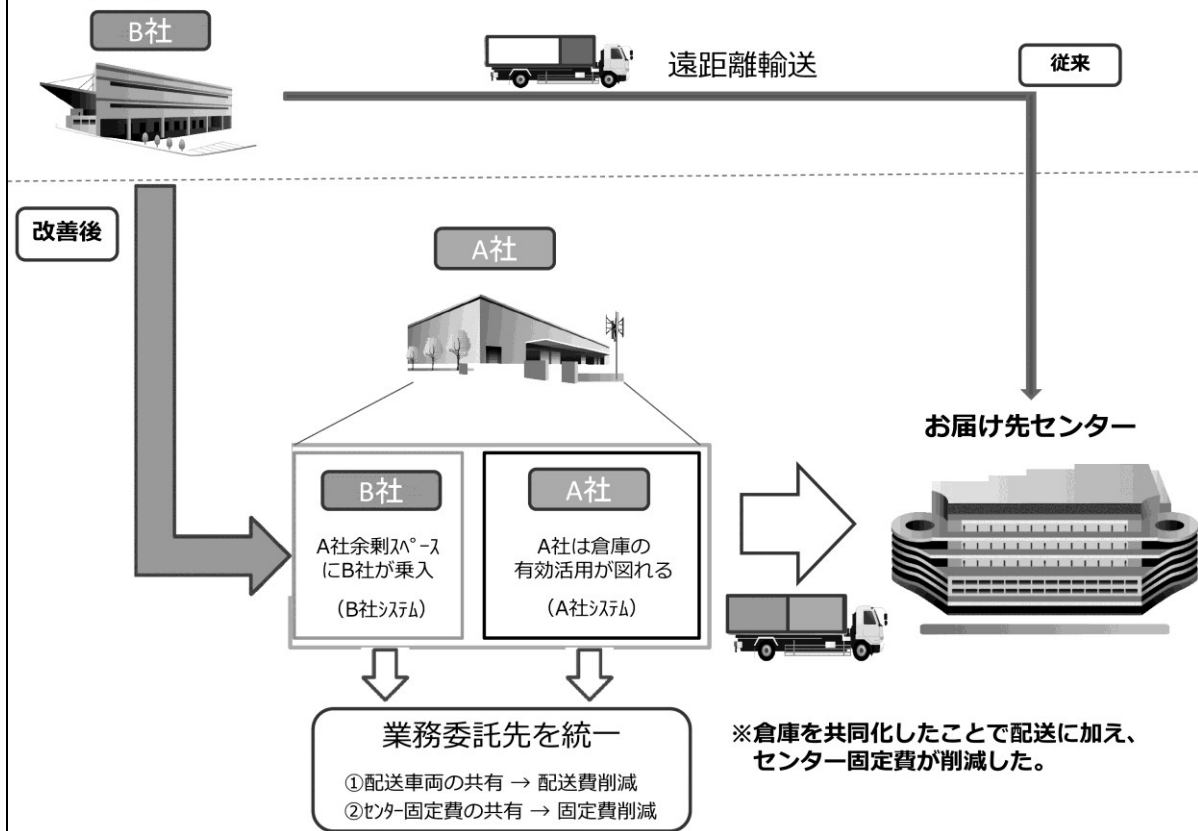 B社
遠距離輸送
従来
改善後
A社
お届け先センター
B社
A社余剰ｽﾍﾟｰｽ
にB社が乗入
(B社ｼｽﾃﾑ)
A社
A社は倉庫の
有効活用が図れる
(A社ｼｽﾃﾑ)
業務委託先を統一
①配送車両の共有 → 配送費削減
②ｾﾝﾀｰ固定費の共有 → 固定費削減
※倉庫を共同化したことで配送に加え、
センター固定費が削減した。